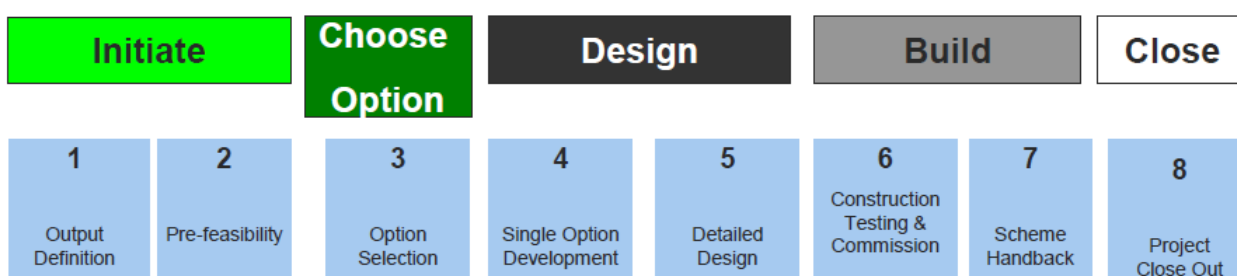 Initiate
Choose
Option
Design
Build
Close
1
Output
Definition
2
Pre-feasibility
3
Option
Selection
4
Single Option
Development
5
Detailed
Design
6
Construction
Testing &
Commission
7
Scheme
Handback
8
Project
Close Out